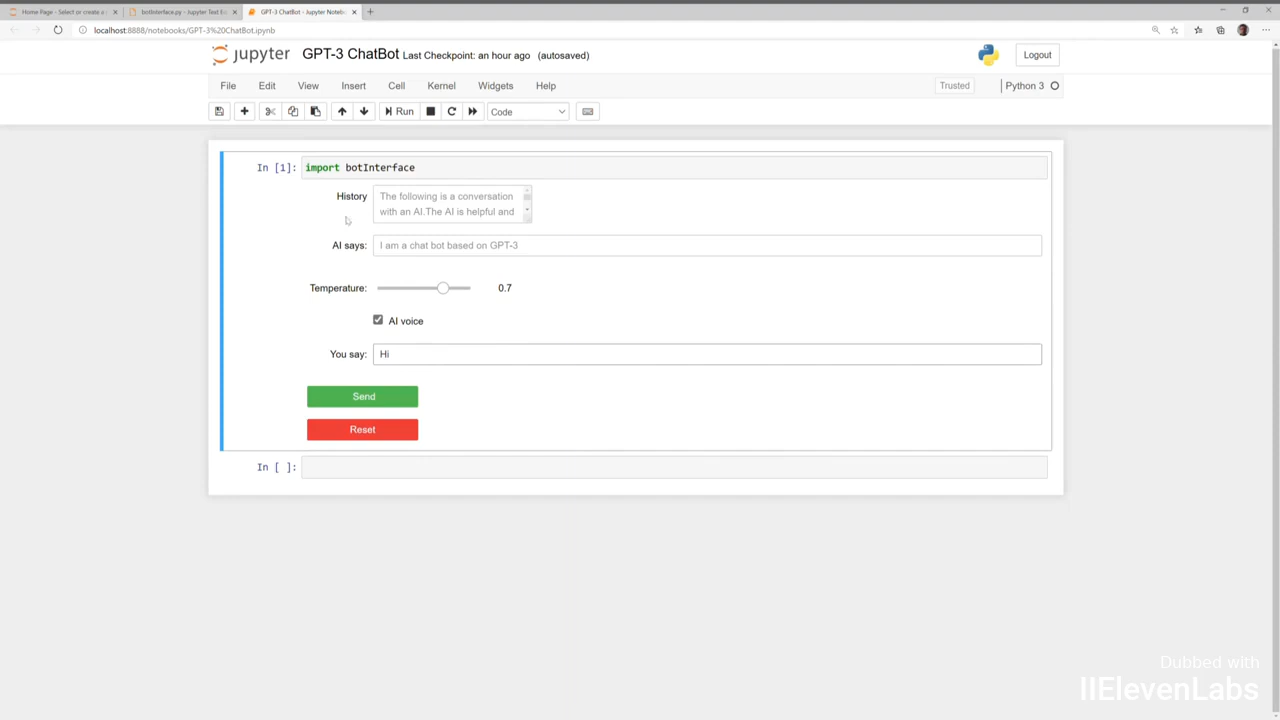 Home Page - Select or create a
botInterface.py - Jupyter Text Ed
GPT-3 ChatBot - Jupyter Noteb
localhost:8888/notebooks/GPT-3%20ChatBot.ipynb
jupyter GPT-3 ChatBot Last Checkpoint: an hour ago (autosaved)
Logout
File Edit View Insert Cell Kernel Widgets Help
Trusted
Python 3
Run
Code
In [1]: import botInterface
History
The following is a conversation
with an AI.The AI is helpful and
AI says: I am a chat bot based on GPT-3
Temperature: 0.7
AI voice
You say: Hi
Send
Reset
In [ ]:
Dubbed with
IIElevenLabs